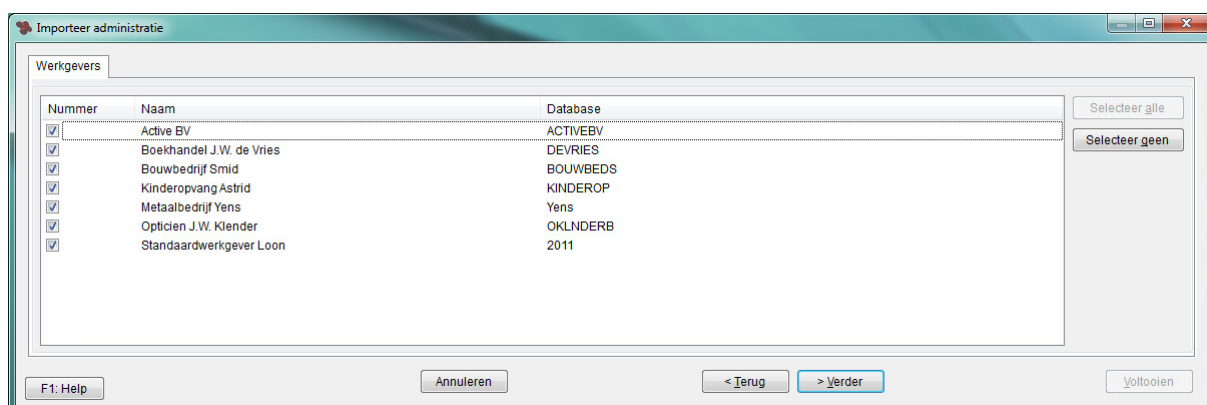 Importeer administratie
Werkgevers
Nummer Naam Database
Active BV ACTIVEBV
Boekhandel J.W. de Vries DEVRIES
Bouwbedrijf Smid BOUWBEDS
Kinderopvang Astrid KINDEROP
Metaalbedrijf Yens Yens
Opticien J.W. Klender OKLNDERB
Standaardwerkgever Loon 2011
Selecteer alle
Selecteer geen
F1: Help Annuleren < Terug > Verder Voltooien